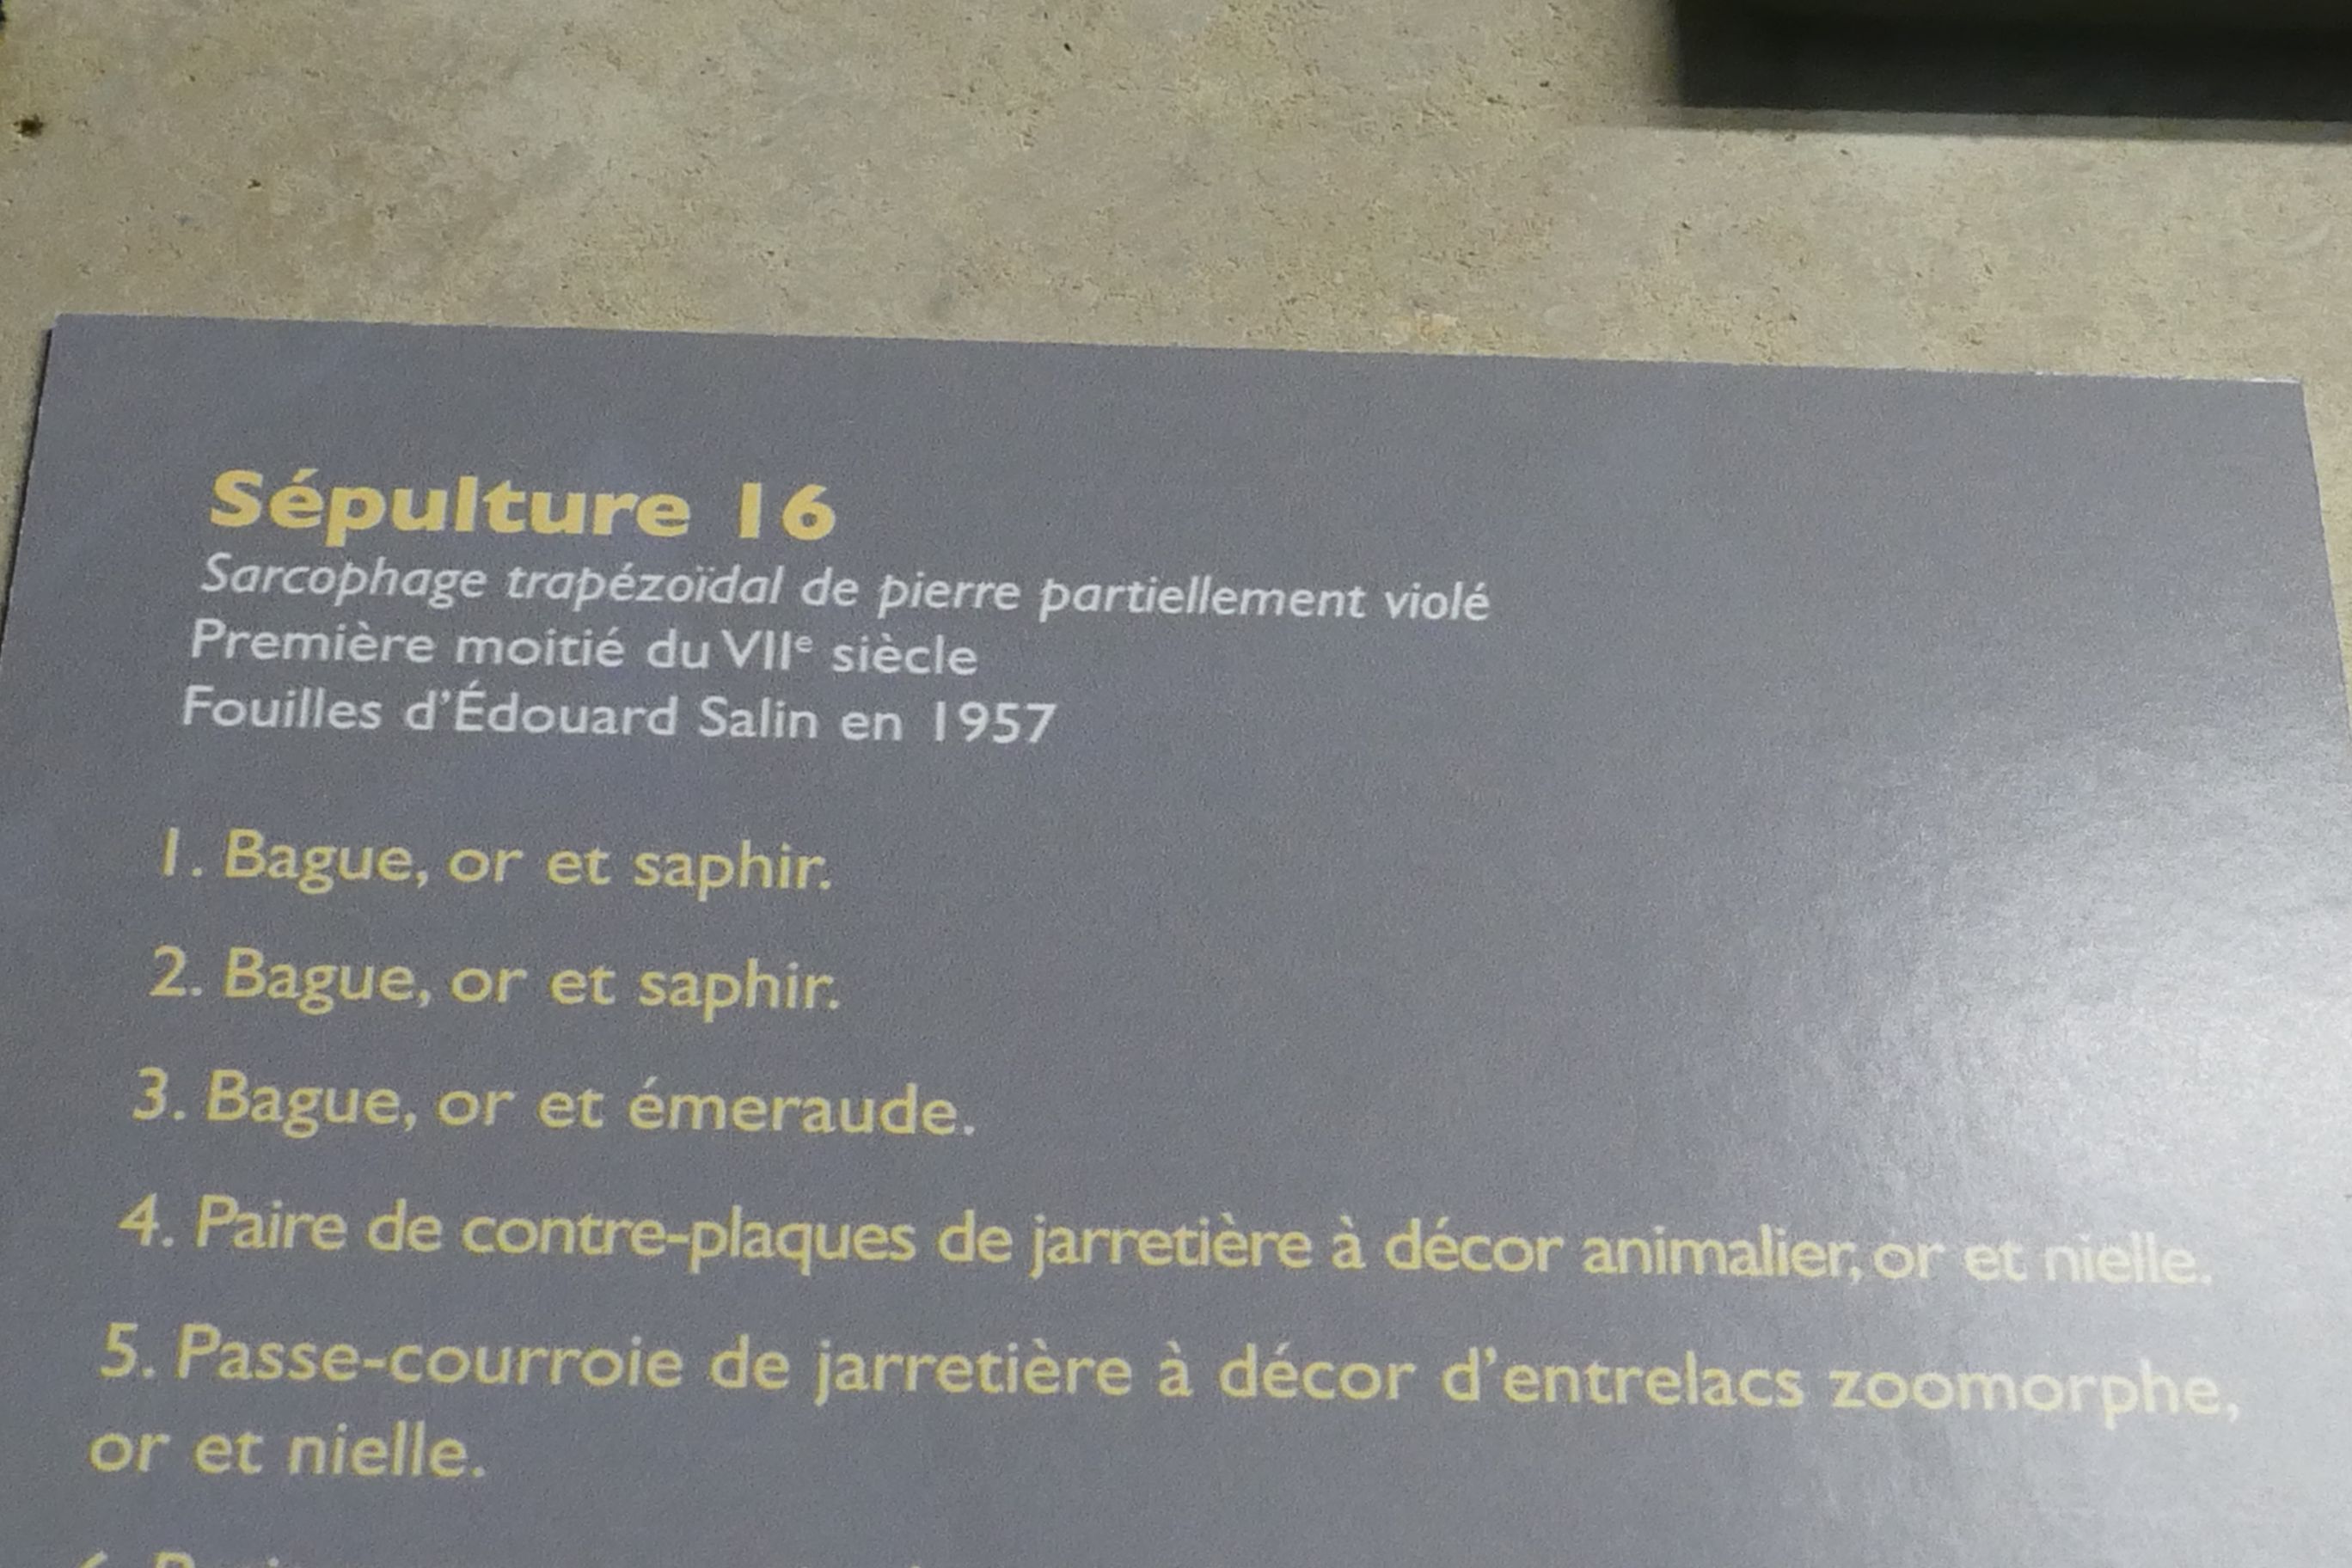 Sépulture 16
Sarcophage trapézoïdal de pierre partiellement violé
Première moitié du VIIe siècle
Fouilles d'Édouard Salin en 1957
1. Bague, or et saphir.
2. Bague, or et saphir.
3. Bague, or et émeraude.
4. Paire de contre-plaques de jarretière à décor animalier, or et nielle.
5. Passe-courroie de jarretière à décor d'entrelacs zoomorphe,
or et nielle.